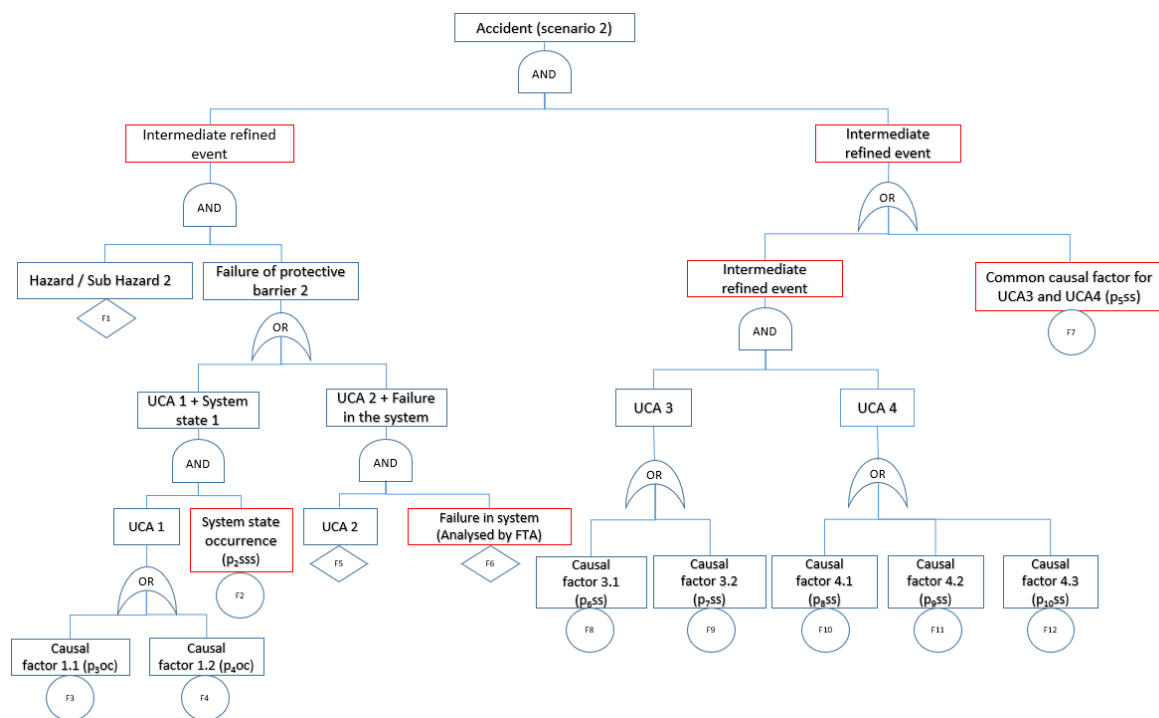 Accident (scenario 2)
AND
Intermediate refined
event
Intermediate
refined event
AND
OR
Hazard / Sub Hazard 2
Failure of protective
barrier 2
Intermediate
refined event
Common causal factor for
UCA3 and UCA4 (p₅ss)
F1
F7
OR
AND
UCA 1 + System
state 1
UCA 2 + Failure
in the system
UCA 3
UCA 4
AND
AND
OR
OR
UCA 1
System state
occurrence
(p₂sss)
UCA 2
Failure in system
(Analysed by FTA)
F5
F6
F2
Causal
factor 3.1
(p₆ss)
Causal
factor 3.2
(p₇ss)
Causal
factor 4.1
(p₈ss)
Causal
factor 4.2
(p₉ss)
Causal
factor 4.3
(p₁₀ss)
OR
F8
F9
F10
F11
F12
Causal
factor 1.1 (p₃oc)
Causal
factor 1.2 (p₄oc)
F3
F4